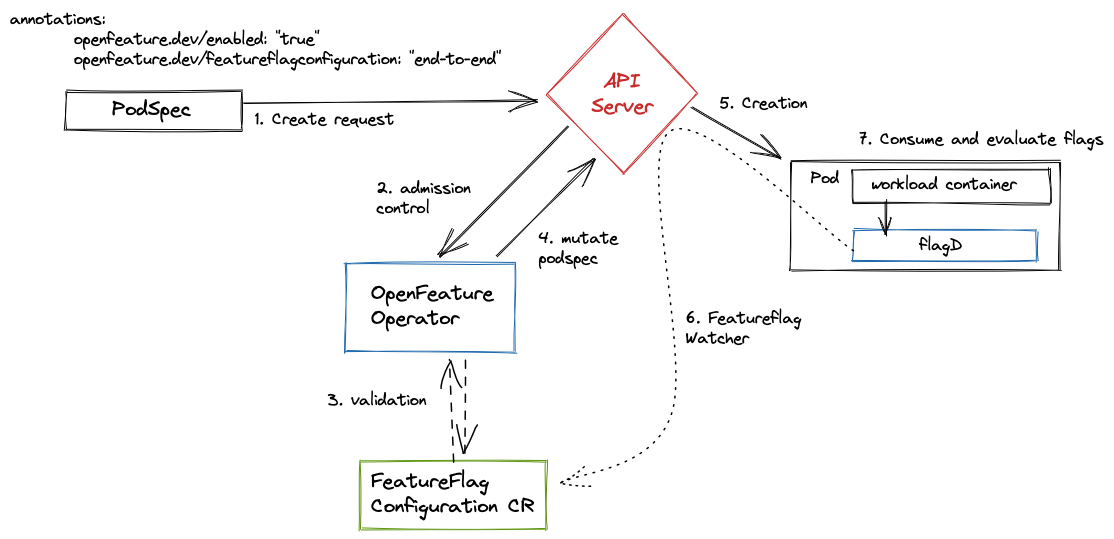 annotations:
openfeature.dev/enabled: "true"
openfeature.dev/featureflagconfiguration: "end-to-end"
PodSpec
1. Create request
API
Server
5. Creation
7. Consume and evaluate flags
Pod
workload container
flagD
2. admission
control
4. mutate
podspec
OpenFeature
Operator
6. Featureflag
Watcher
3. validation
FeatureFlag
Configuration CR